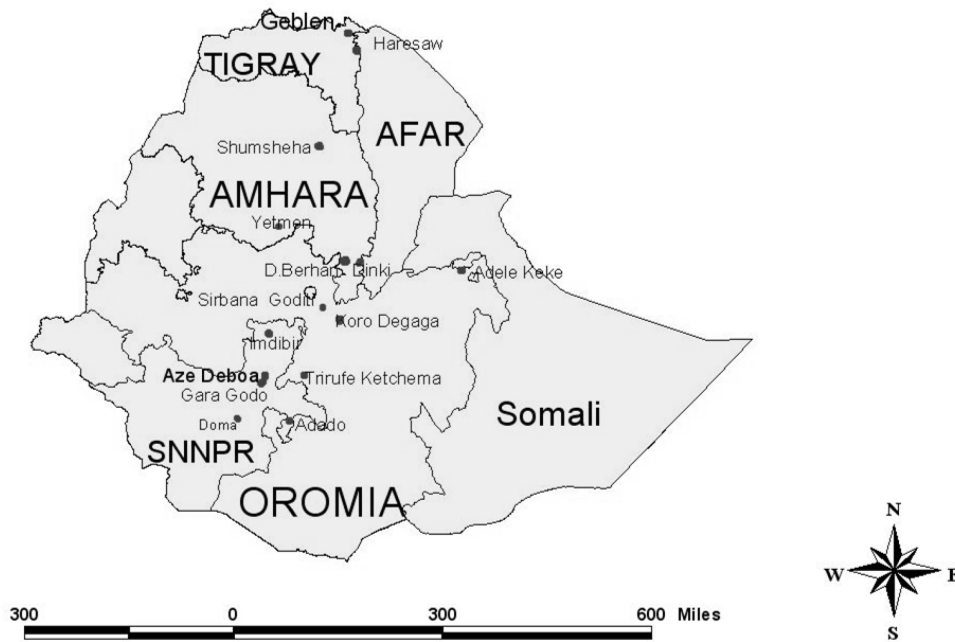 Geblen
Haresaw
TIGRAY
AFAR
Shumsheha
AMHARA
Yetmen
D.Berhan Dinki
Adele Keke
Sirbana Goditi
Koro Degaga
Imdibir
Aze Deboa
Trirufe Ketchema
Gara Godo
Doma
Adado
Somali
SNNPR
OROMIA
N
W E
S
300 0 300 600 Miles